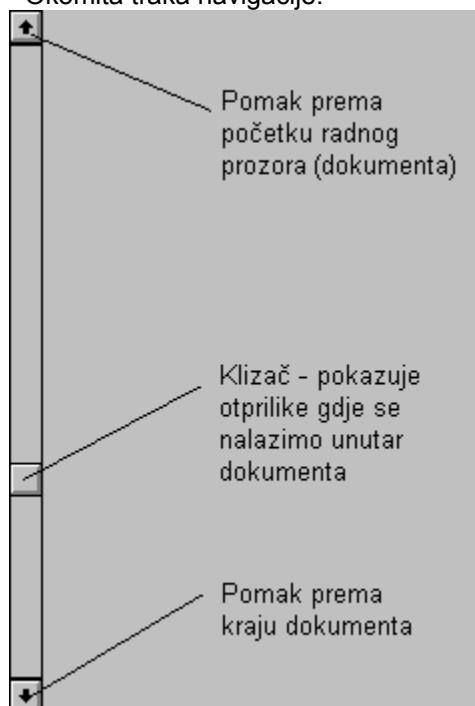 Okomita traka navigacije:
Pomak prema
početku radnog
prozora (dokumenta)
Klizač - pokazuje
otprilike gdje se
nalazimo unutar
dokumenta
Pomak prema
kraju dokumenta